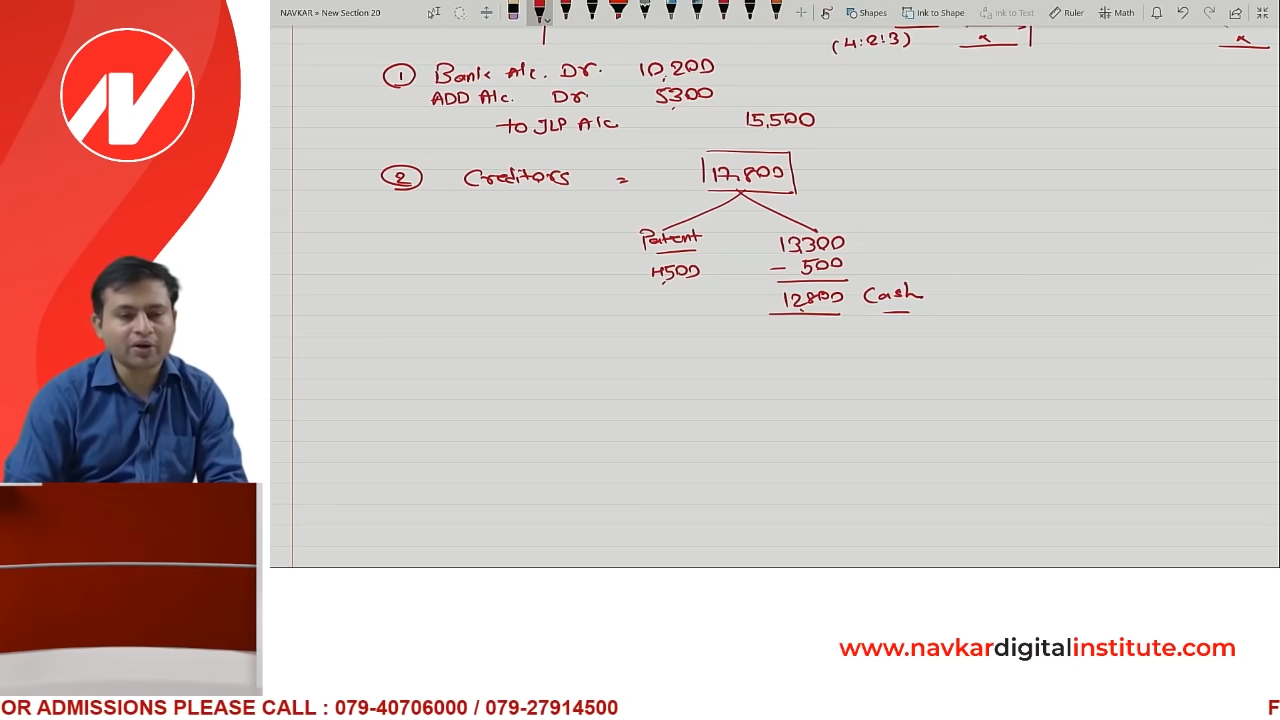 NAVKAR » New Section 20
Shapes
Ink to Shape
Ink to Text
Ruler
Math
(4:2:3)
x
x
① Bank A/c. Dr. 10,200
ADD A/c. Dr 5300
to JLP A/c 15,500
② Creditors = 17,800
Patent 13300
4500 - 500
12,800 Cash
www.navkardigitalinstitute.com
OR ADMISSIONS PLEASE CALL : 079-40706000 / 079-27914500
F